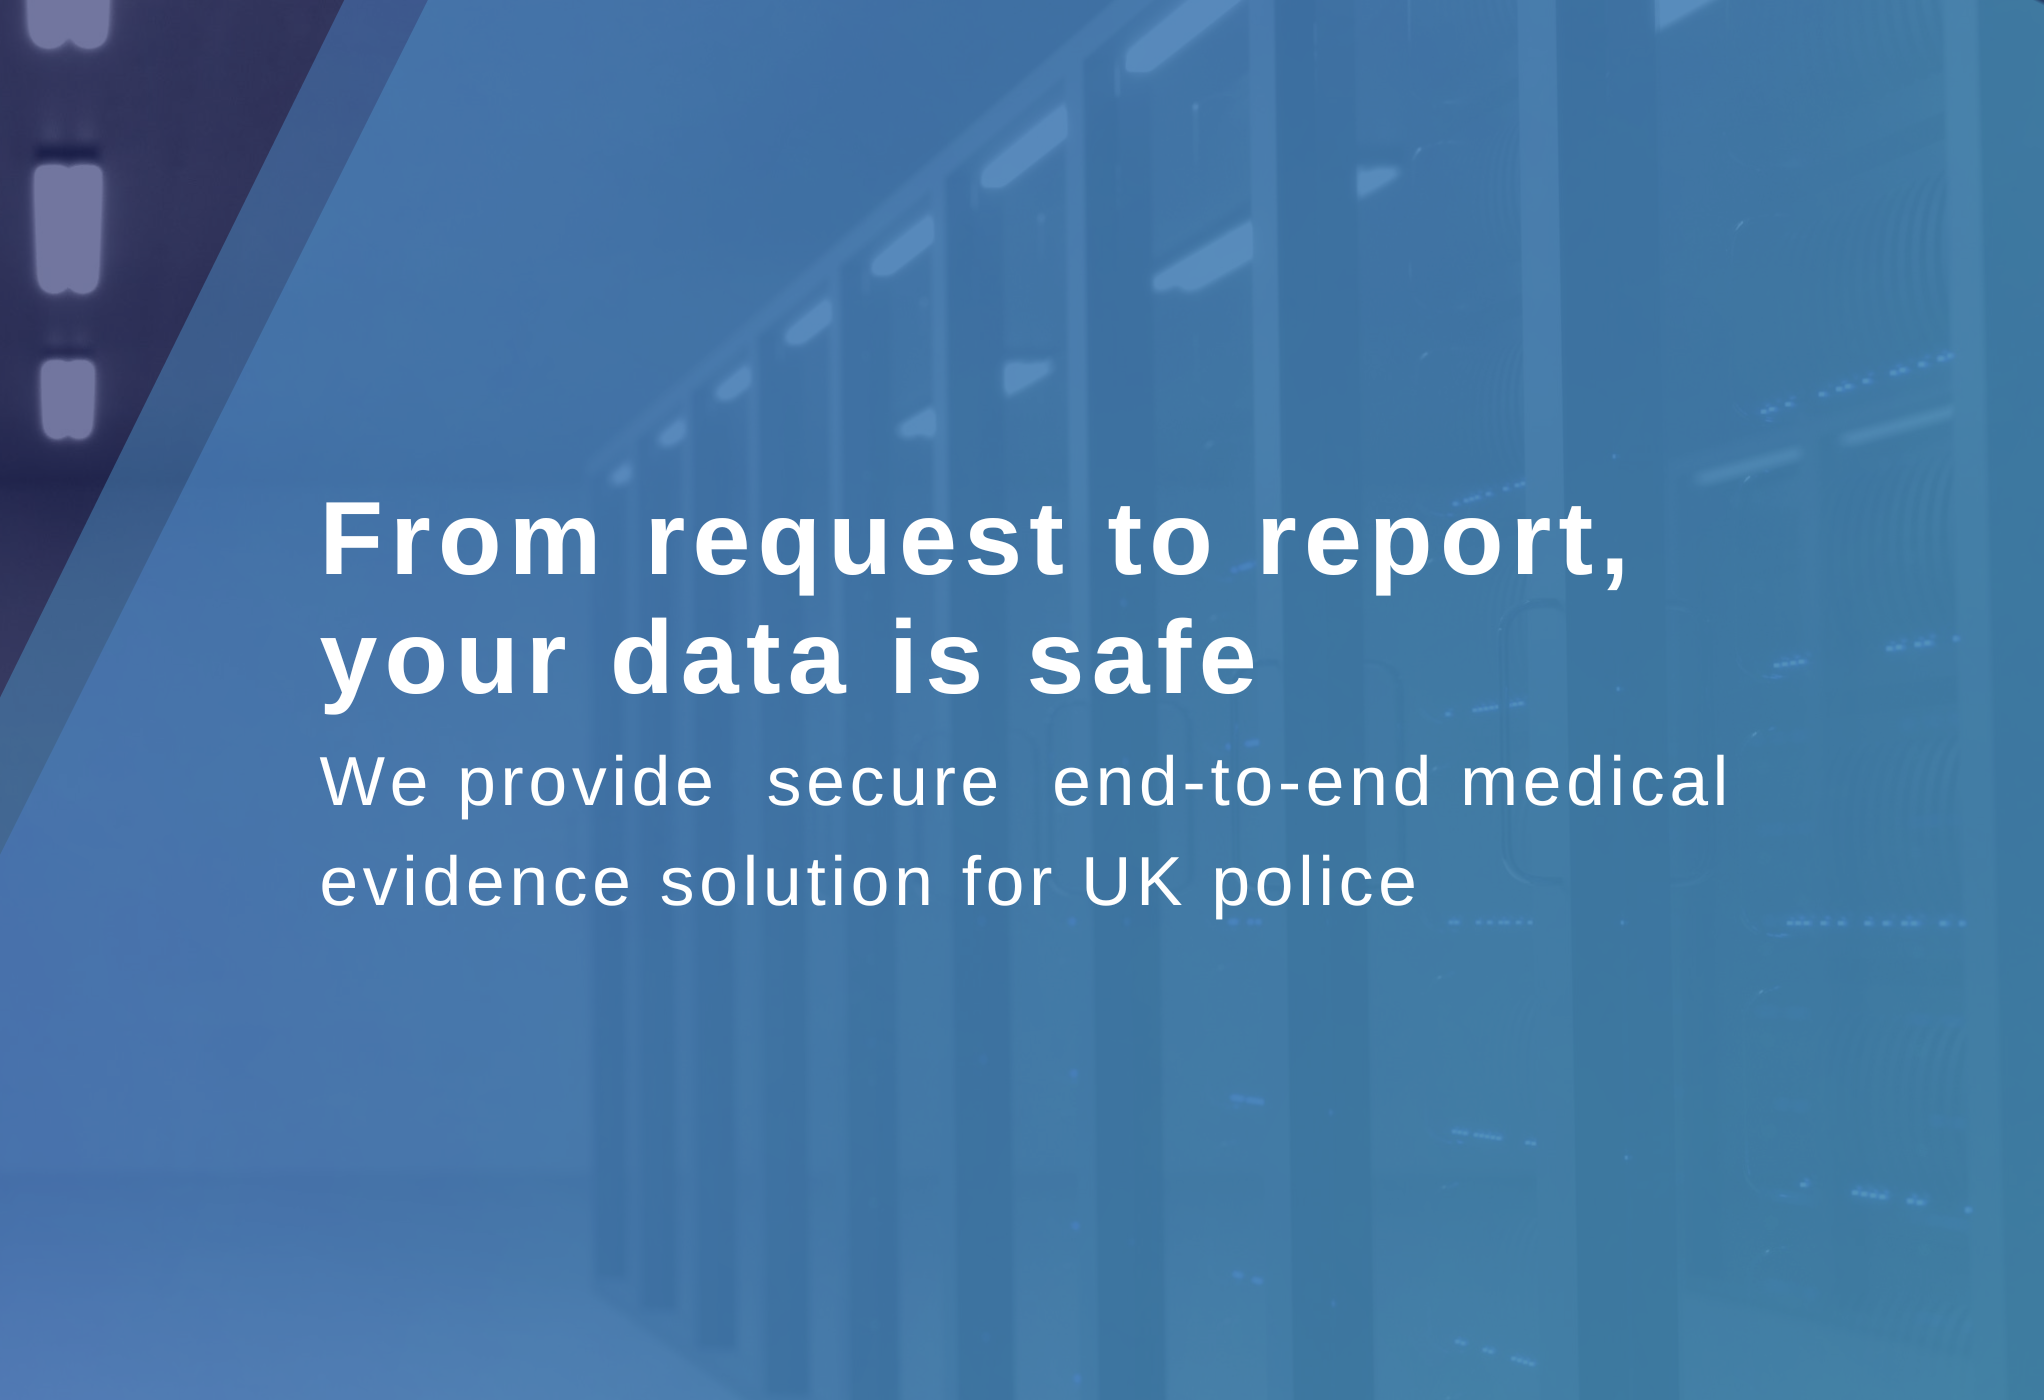 From request to report,
your data is safe
We provide  secure  end-to-end medical
evidence solution for UK police